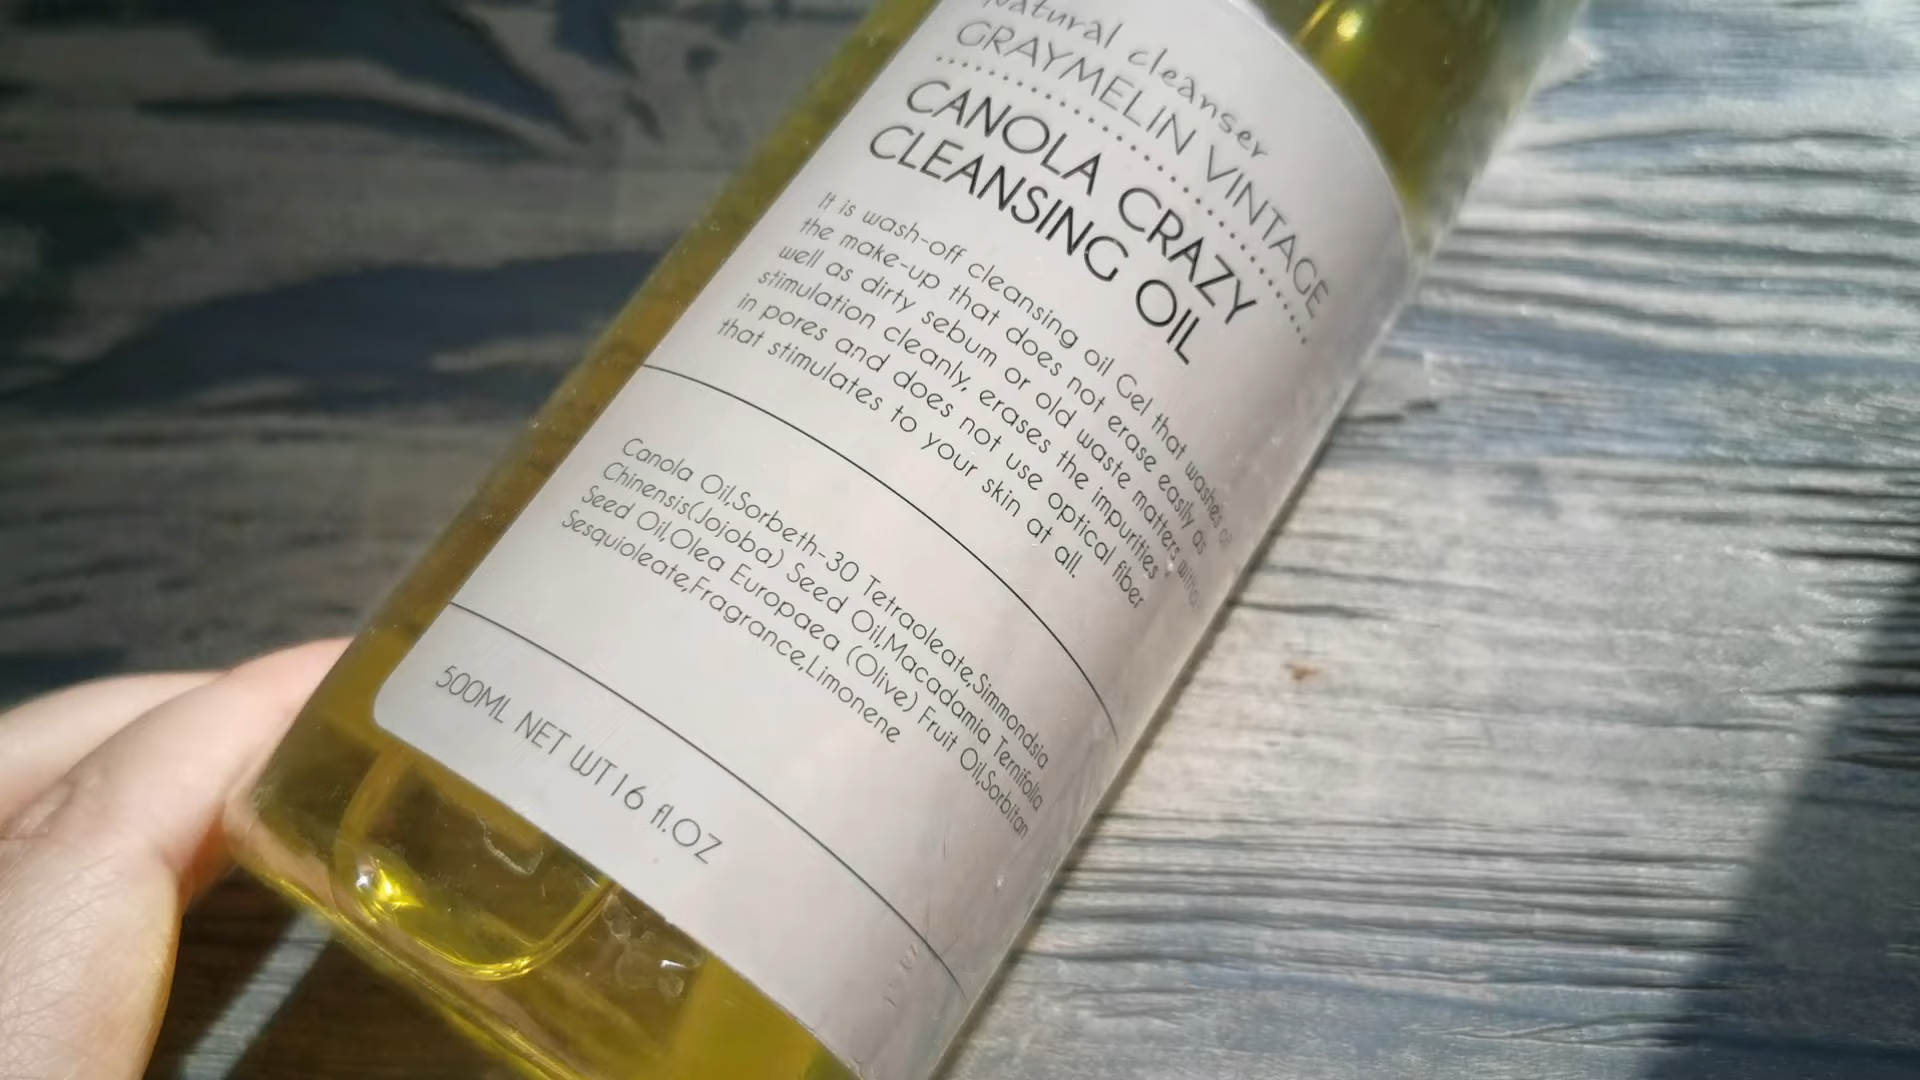 Natural cleanser
GRAYMELIN VINTAGE
CANOLA CRAZY
CLEANSING OIL
It is wash-off cleansing oil Gel that washes off
the make-up that does not erase easily as
well as dirty sebum or old waste matters withou
stimulation cleanly, erases the impurities
in pores and does not use optical fiber
that stimulates to your skin at all.
Canola Oil,Sorbeth-30 Tetraoleate,Simmondsia
Chinensis(Jojoba) Seed Oil,Macadamia Ternifolia
Seed Oil,Olea Europaea (Olive) Fruit Oil,Sorbitan
Sesquioleate,Fragrance,Limonene
500ML NET WT16 fl.OZ